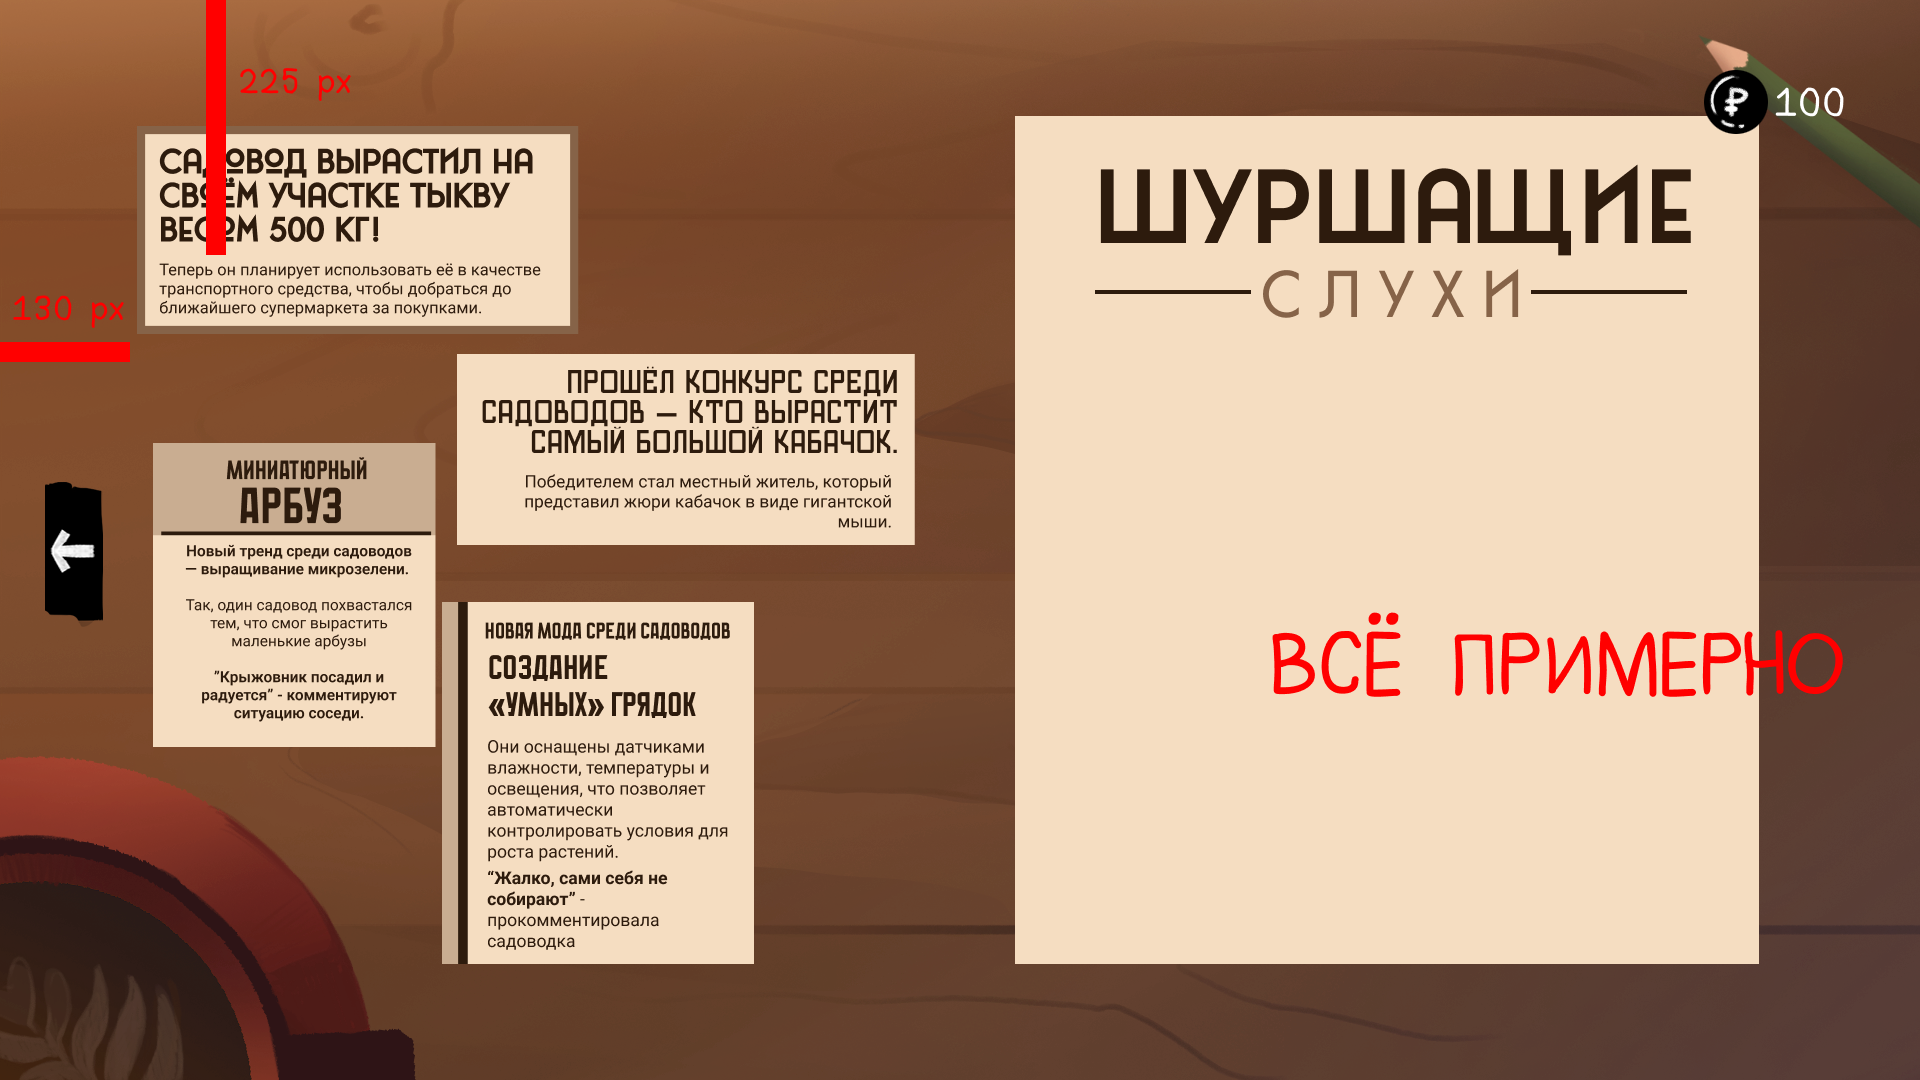 225 px
САДОВОД ВЫРАСТИЛ НА
СВОЁМ УЧАСТКЕ ТЫКВУ
ВЕСОМ 500 КГ!
Теперь он планирует использовать её в качестве
транспортного средства, чтобы добраться до
ближайшего супермаркета за покупками.
130 px
ПРОШЁЛ КОНКУРС СРЕДИ
САДОВОДОВ — КТО ВЫРАСТИТ
САМЫЙ БОЛЬШОЙ КАБАЧОК.
Победителем стал местный житель, который
представил жюри кабачок в виде гигантской
мыши.
МИНИАТЮРНЫЙ
АРБУЗ
Новый тренд среди садоводов
— выращивание микрозелени.
Так, один садовод похвастался
тем, что смог вырастить
маленькие арбузы
”Крыжовник посадил и
радуется” - комментируют
ситуацию соседи.
НОВАЯ МОДА СРЕДИ САДОВОДОВ
СОЗДАНИЕ
«УМНЫХ» ГРЯДОК
Они оснащены датчиками
влажности, температуры и
освещения, что позволяет
автоматически
контролировать условия для
роста растений.
“Жалко, сами себя не
собирают” -
прокомментировала
садоводка
₽ 100
ШУРШАЩИЕ
СЛУХИ
ВСЁ ПРИМЕРНО